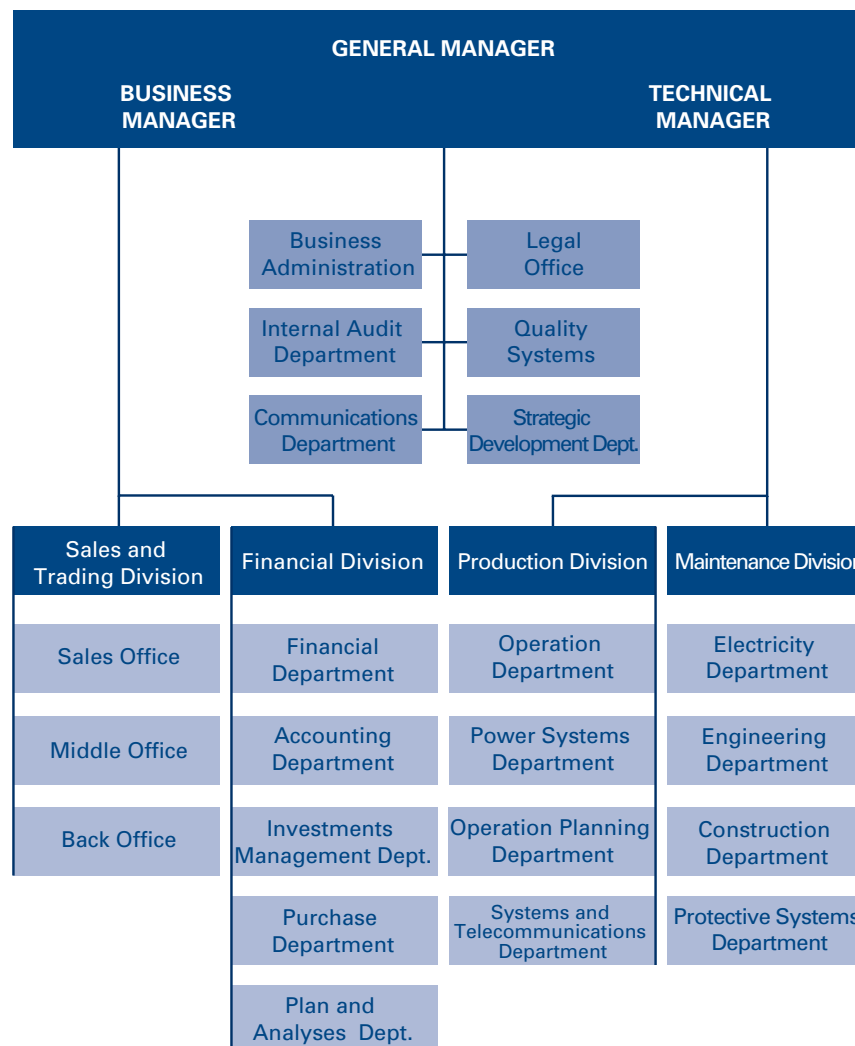 GENERAL MANAGER
BUSINESS
MANAGER
TECHNICAL
MANAGER
Business
Administration
Legal
Office
Internal Audit
Department
Quality
Systems
Communications
Department
Strategic
Development Dept.
Sales and
Trading Division
Financial Division
Production Division
Maintenance Division
Sales Office
Financial
Department
Operation
Department
Electricity
Department
Middle Office
Accounting
Department
Power Systems
Department
Engineering
Department
Back Office
Investments
Management Dept.
Operation Planning
Department
Construction
Department
Purchase
Department
Systems and
Telecommunications
Department
Protective Systems
Department
Plan and
Analyses Dept.